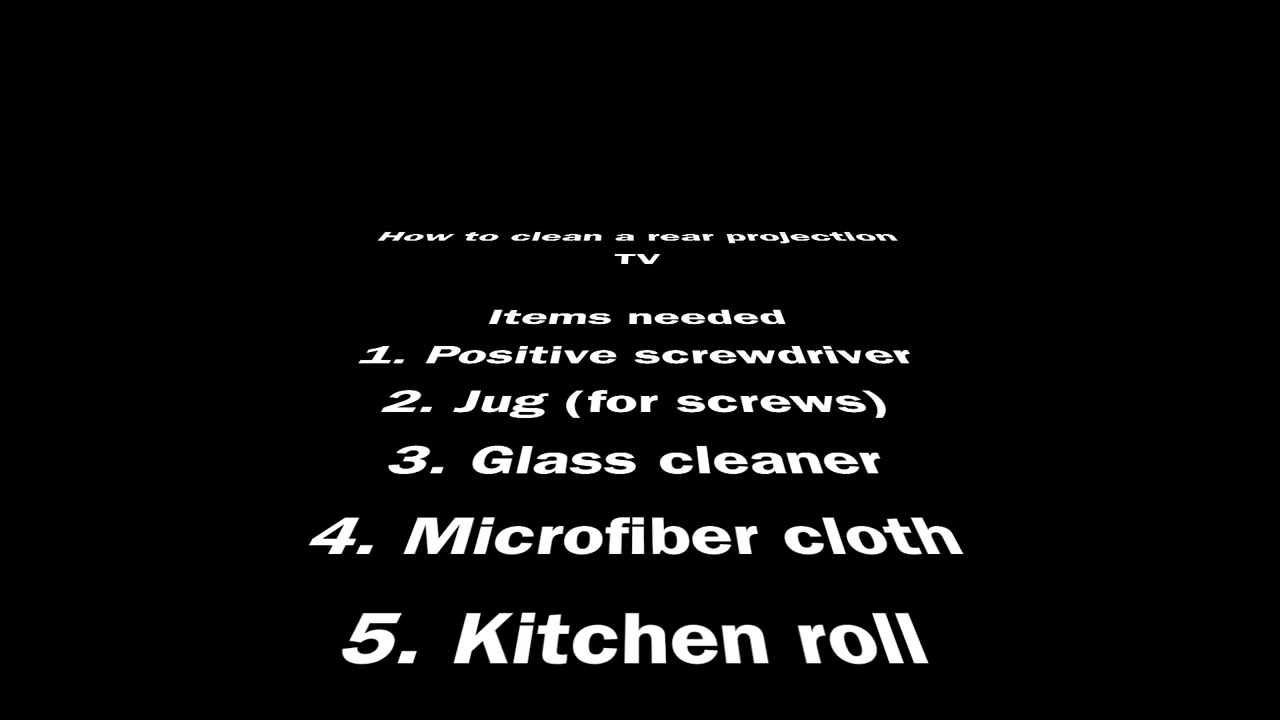 How to clean a rear projection
TV
Items needed
1. Positive screwdriver
2. Jug (for screws)
3. Glass cleaner
4. Microfiber cloth
5. Kitchen roll